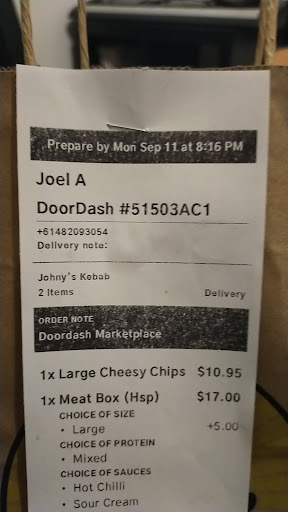 Prepare by Mon Sep 11 at 8:16 PM
Joel A
DoorDash #51503AC1
+61482093054
Delivery note:
Johny's Kebab
2 Items Delivery
ORDER NOTE
Doordash Marketplace
1x Large Cheesy Chips $10.95
1x Meat Box (Hsp) $17.00
CHOICE OF SIZE
• Large +5.00
CHOICE OF PROTEIN
• Mixed
CHOICE OF SAUCES
• Hot Chilli
• Sour Cream